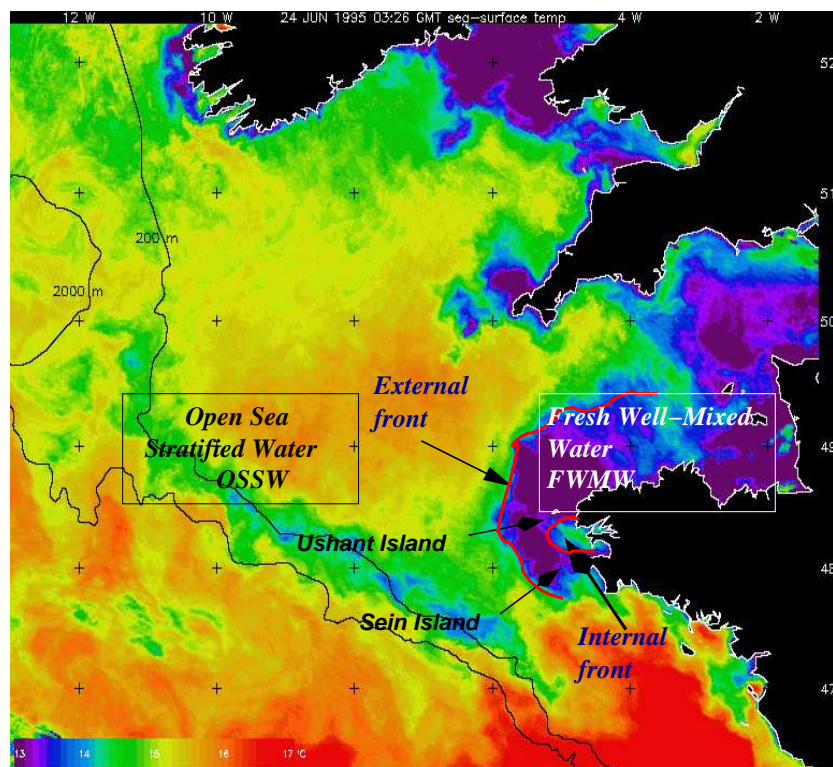 12 W 10 W 24 JUN 1995 03:26 GMT sea-surface temp 4 W 2 W
52
51
200 m
2000 m
50
External
front
Open Sea
Stratified Water
OSSW
Fresh Well-Mixed
Water
FWMW
49
Ushant Island
48
Sein Island
Internal
front
47
13 14 15 16 17 °C